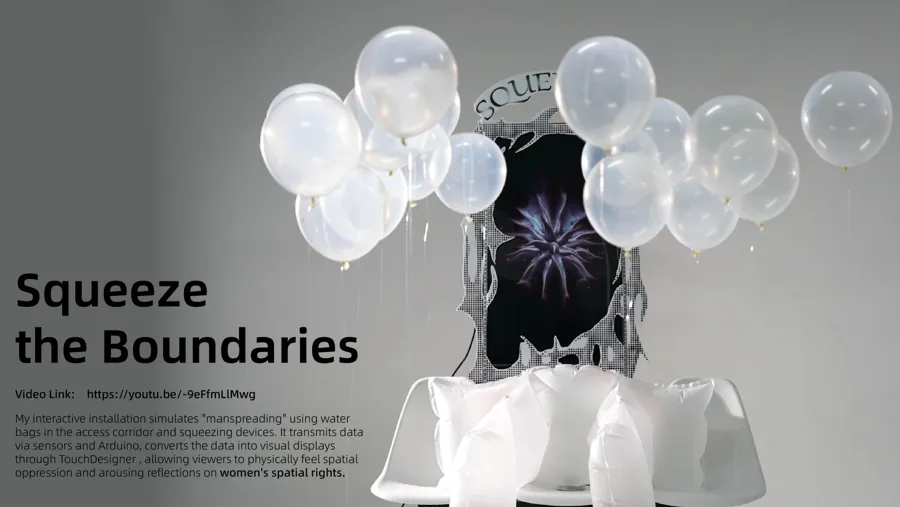 SQUE
Squeeze
the Boundaries
Video Link: https://youtu.be/-9eFfmLlMwg
My interactive installation simulates "manspreading" using water
bags in the access corridor and squeezing devices. It transmits data
via sensors and Arduino, converts the data into visual displays
through TouchDesigner , allowing viewers to physically feel spatial
oppression and arousing reflections on women's spatial rights.